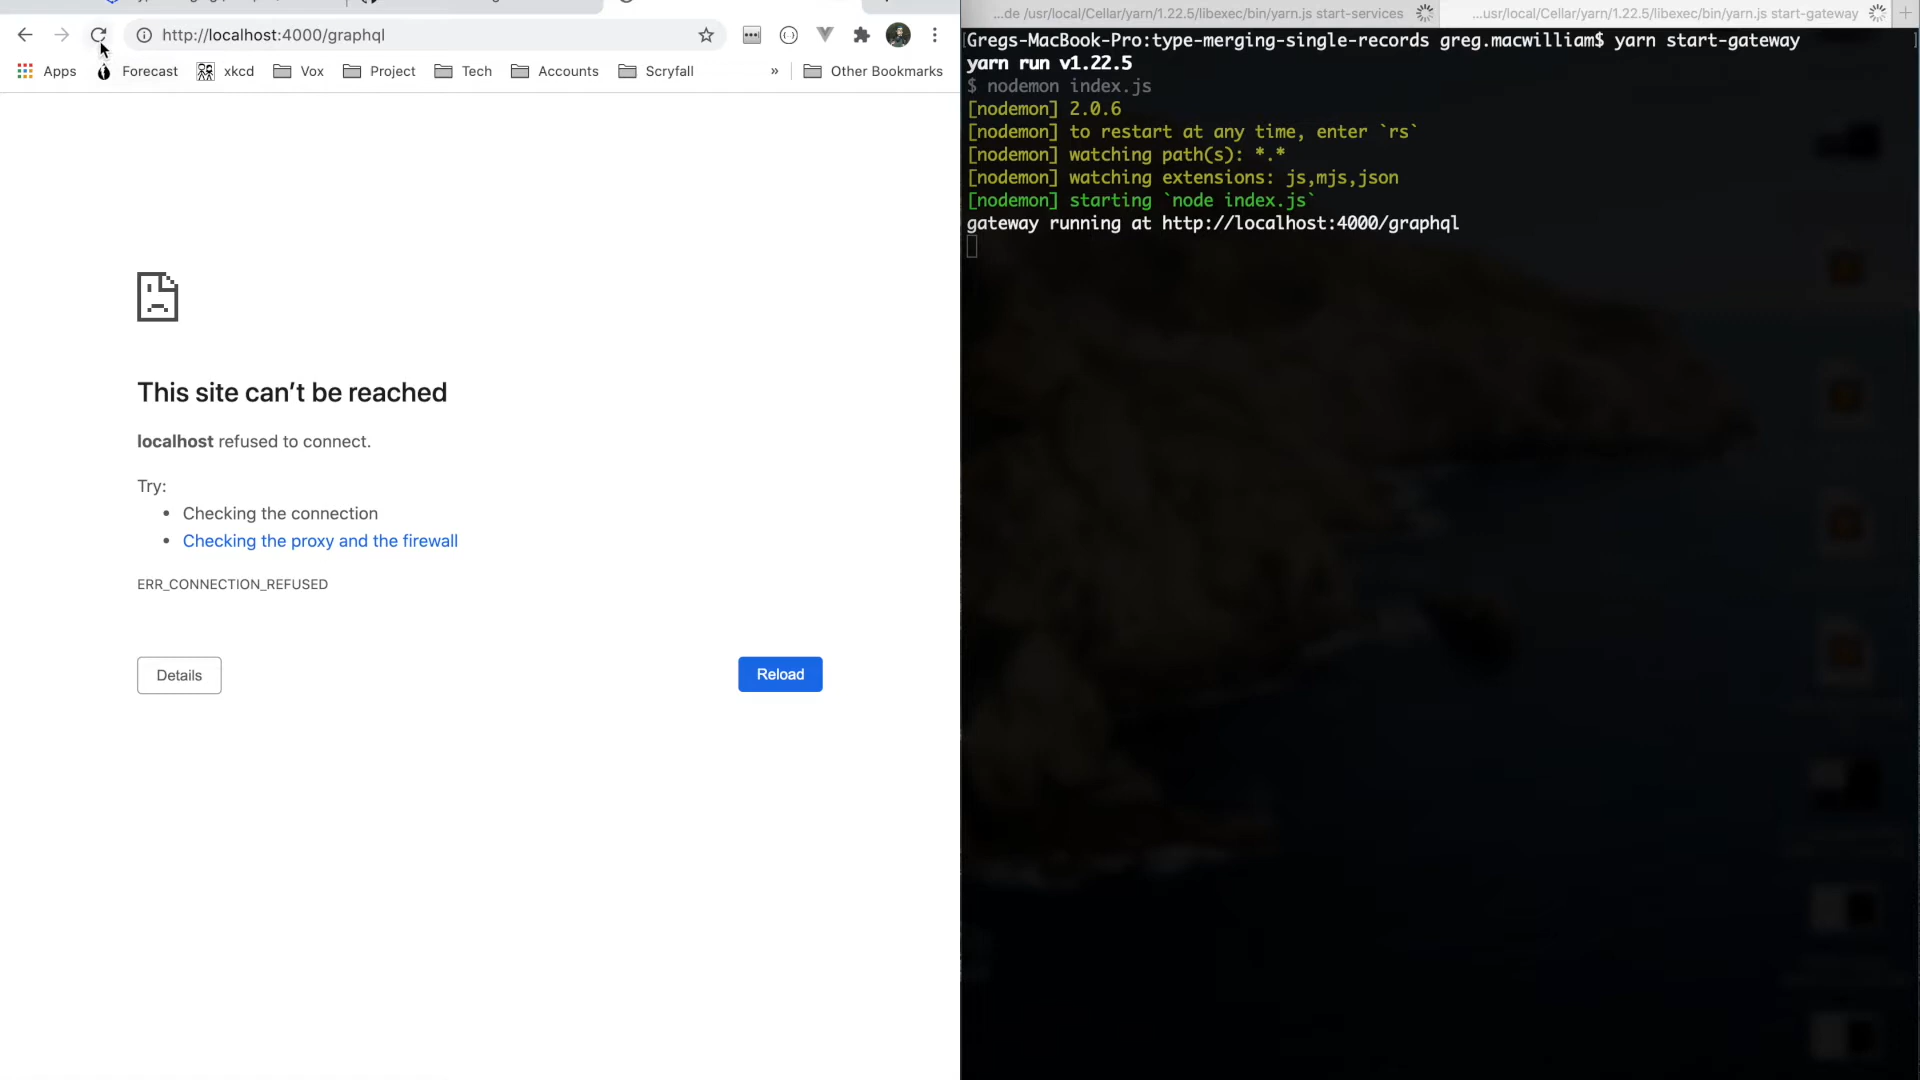 http://localhost:4000/graphql
Apps Forecast xkcd Vox Project Tech Accounts Scryfall » Other Bookmarks
This site can’t be reached
localhost refused to connect.
Try:
• Checking the connection
• Checking the proxy and the firewall
ERR_CONNECTION_REFUSED
Details Reload
...de /usr/local/Cellar/yarn/1.22.5/libexec/bin/yarn.js start-services ...usr/local/Cellar/yarn/1.22.5/libexec/bin/yarn.js start-gateway
[Gregs-MacBook-Pro:type-merging-single-records greg.macwilliam$ yarn start-gateway ]
yarn run v1.22.5
$ nodemon index.js
[nodemon] 2.0.6
[nodemon] to restart at any time, enter `rs`
[nodemon] watching path(s): *.*
[nodemon] watching extensions: js,mjs,json
[nodemon] starting `node index.js`
gateway running at http://localhost:4000/graphql